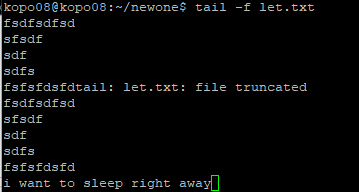 kopo08@kopo08:~/newone$ tail -f let.txt
fsdfsdfsd
sfsdf
sdf
sdfs
fsfsfdsfdtail: let.txt: file truncated
fsdfsdfsd
sfsdf
sdf
sdfs
fsfsfdsfd
i want to sleep right away